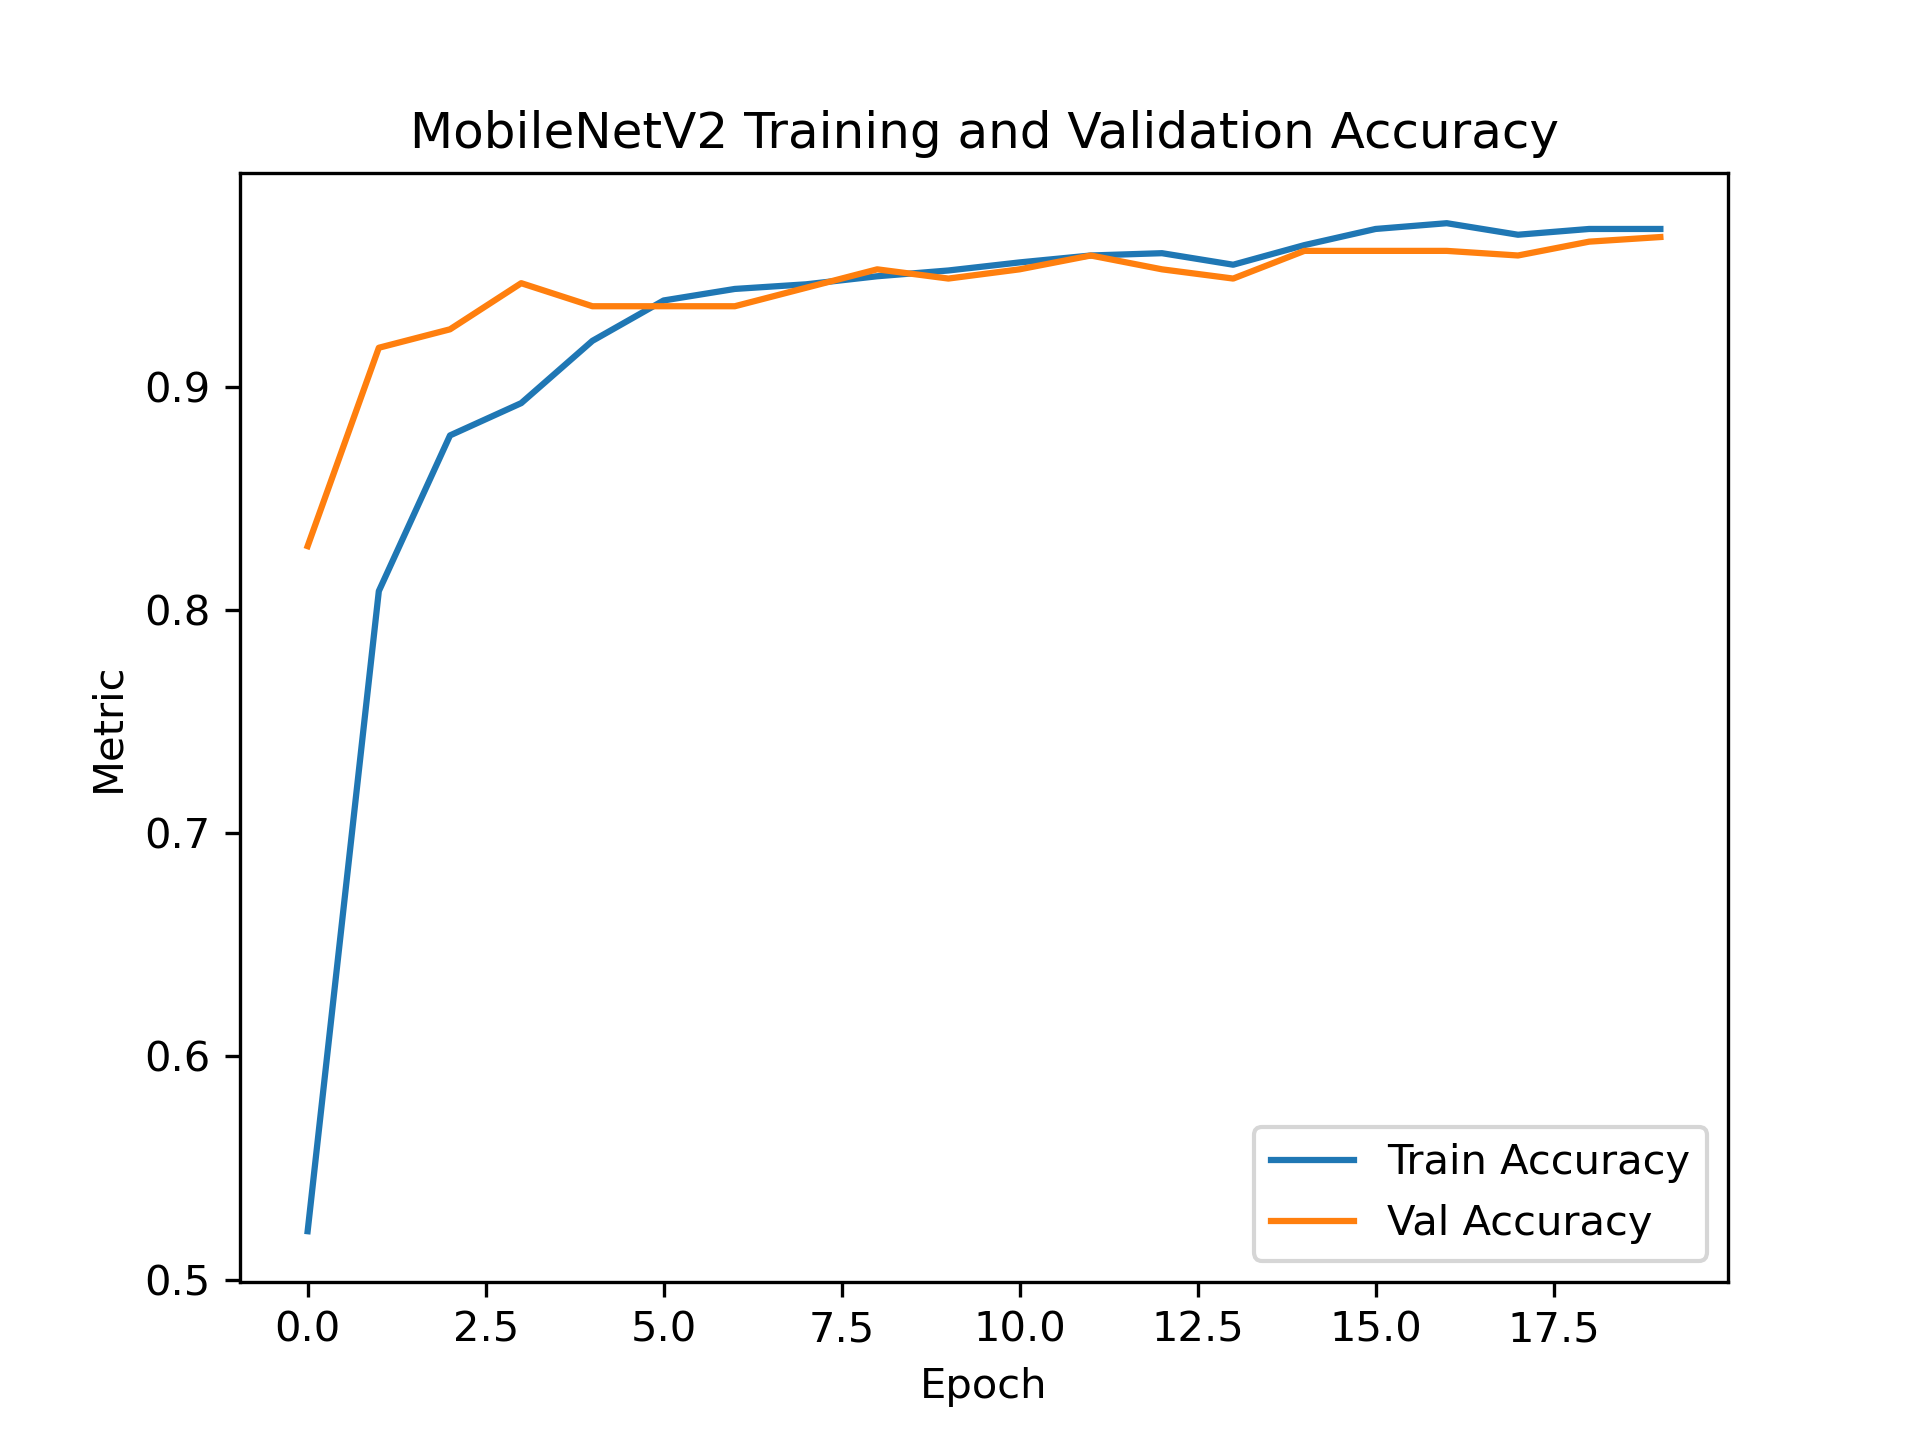 MobileNetV2 Training and Validation Accuracy
Metric
0.9
0.8
0.7
0.6
0.5
0.0 2.5 5.0 7.5 10.0 12.5 15.0 17.5
Epoch
Train Accuracy
Val Accuracy